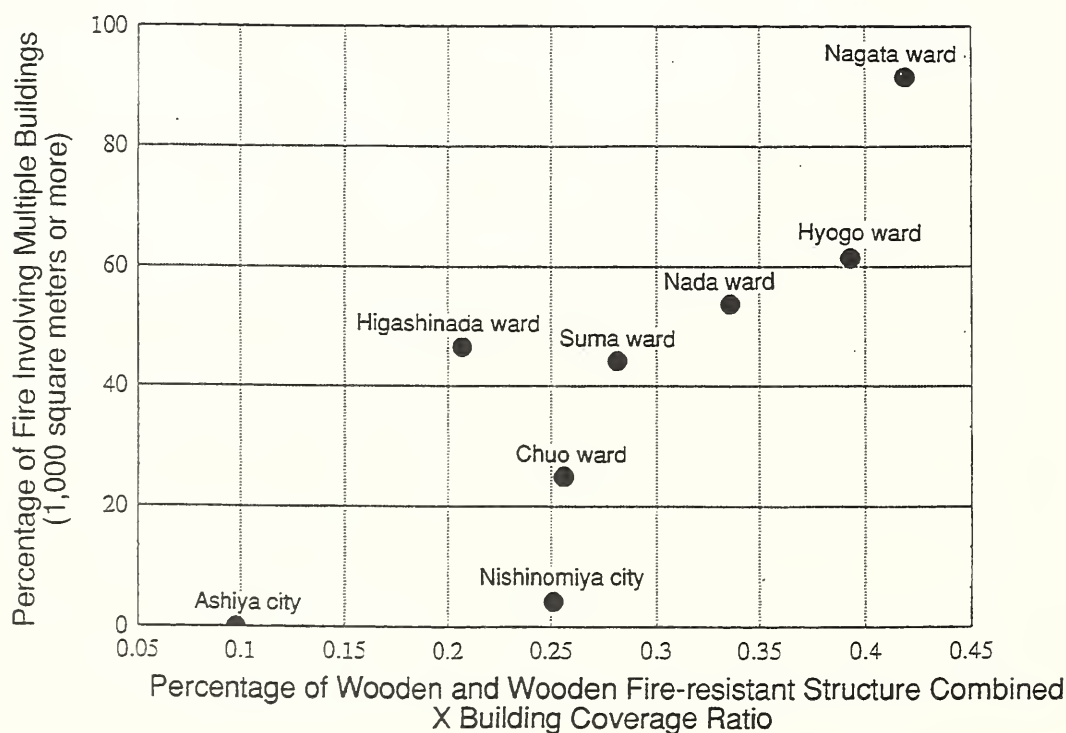 Percentage of Fire Involving Multiple Buildings
(1,000 square meters or more)
100
80
60
40
20
0
Nagata ward
Hyogo ward
Nada ward
Higashinada ward
Suma ward
Chuo ward
Nishinomiya city
Ashiya city
0.05 0.1 0.15 0.2 0.25 0.3 0.35 0.4 0.45
Percentage of Wooden and Wooden Fire-resistant Structure Combined
X Building Coverage Ratio